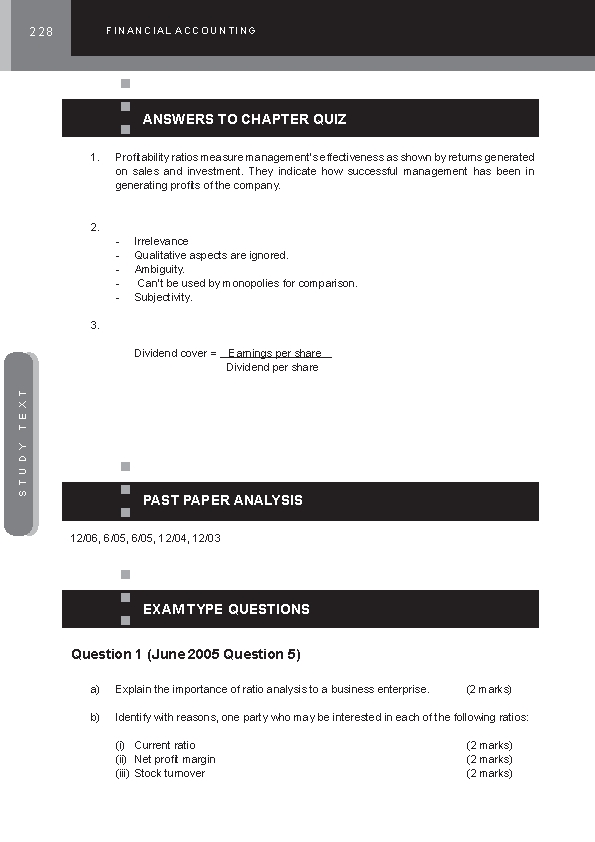 228
FINANCIAL ACCOUNTING
ANSWERS TO CHAPTER QUIZ
1. Profitability ratios measure management's effectiveness as shown by returns generated
on sales and investment. They indicate how successful management has been in
generating profits of the company.
2.
- Irrelevance
- Qualitative aspects are ignored.
- Ambiguity.
- Can't be used by monopolies for comparison.
- Subjectivity.
3.
Dividend cover = Earnings per share
Dividend per share
STUDY TEXT
PAST PAPER ANALYSIS
12/06, 6/05, 6/05, 12/04, 12/03
EXAM TYPE QUESTIONS
Question 1 (June 2005 Question 5)
a) Explain the importance of ratio analysis to a business enterprise. (2 marks)
b) Identify with reasons, one party who may be interested in each of the following ratios:
(i) Current ratio (2 marks)
(ii) Net profit margin (2 marks)
(iii) Stock turnover (2 marks)